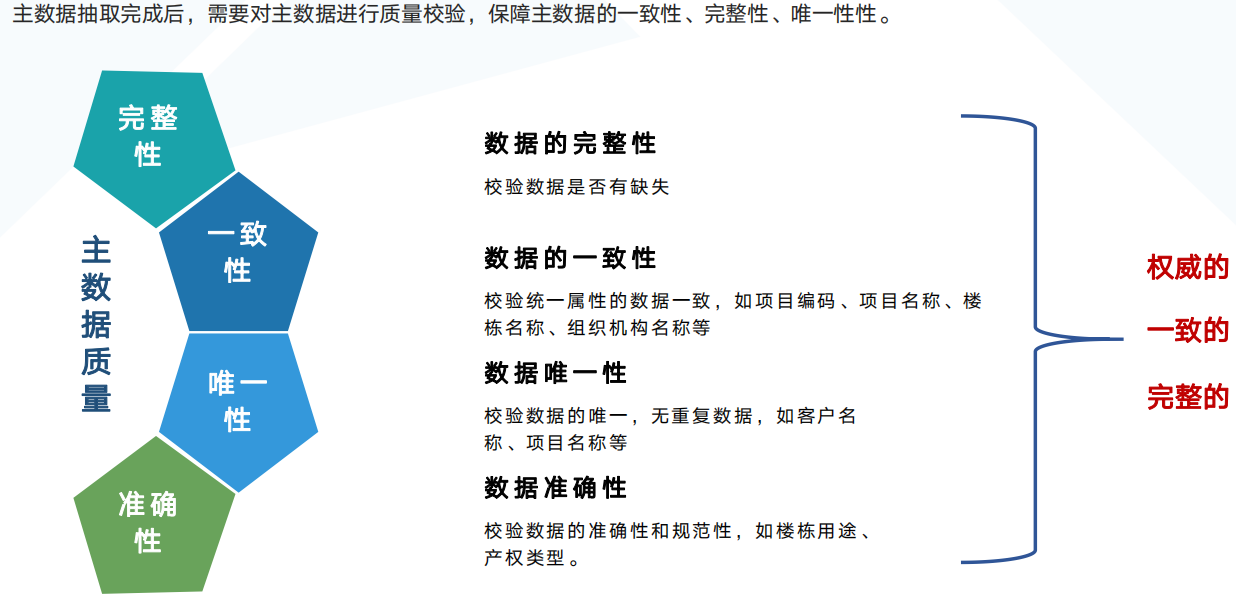 主数据抽取完成后，需要对主数据进行质量校验，保障主数据的一致性、完整性、唯一性性。
完整
性
一致
性
唯一
性
准确
性
主
数
据
质
量
数据的完整性
校验数据是否有缺失
数据的一致性
校验统一属性的数据一致，如项目编码、项目名称、楼
栋名称、组织机构名称等
数据唯一性
校验数据的唯一，无重复数据，如客户名
称、项目名称等
数据准确性
校验数据的准确性和规范性，如楼栋用途、
产权类型。
权威的
一致的
完整的